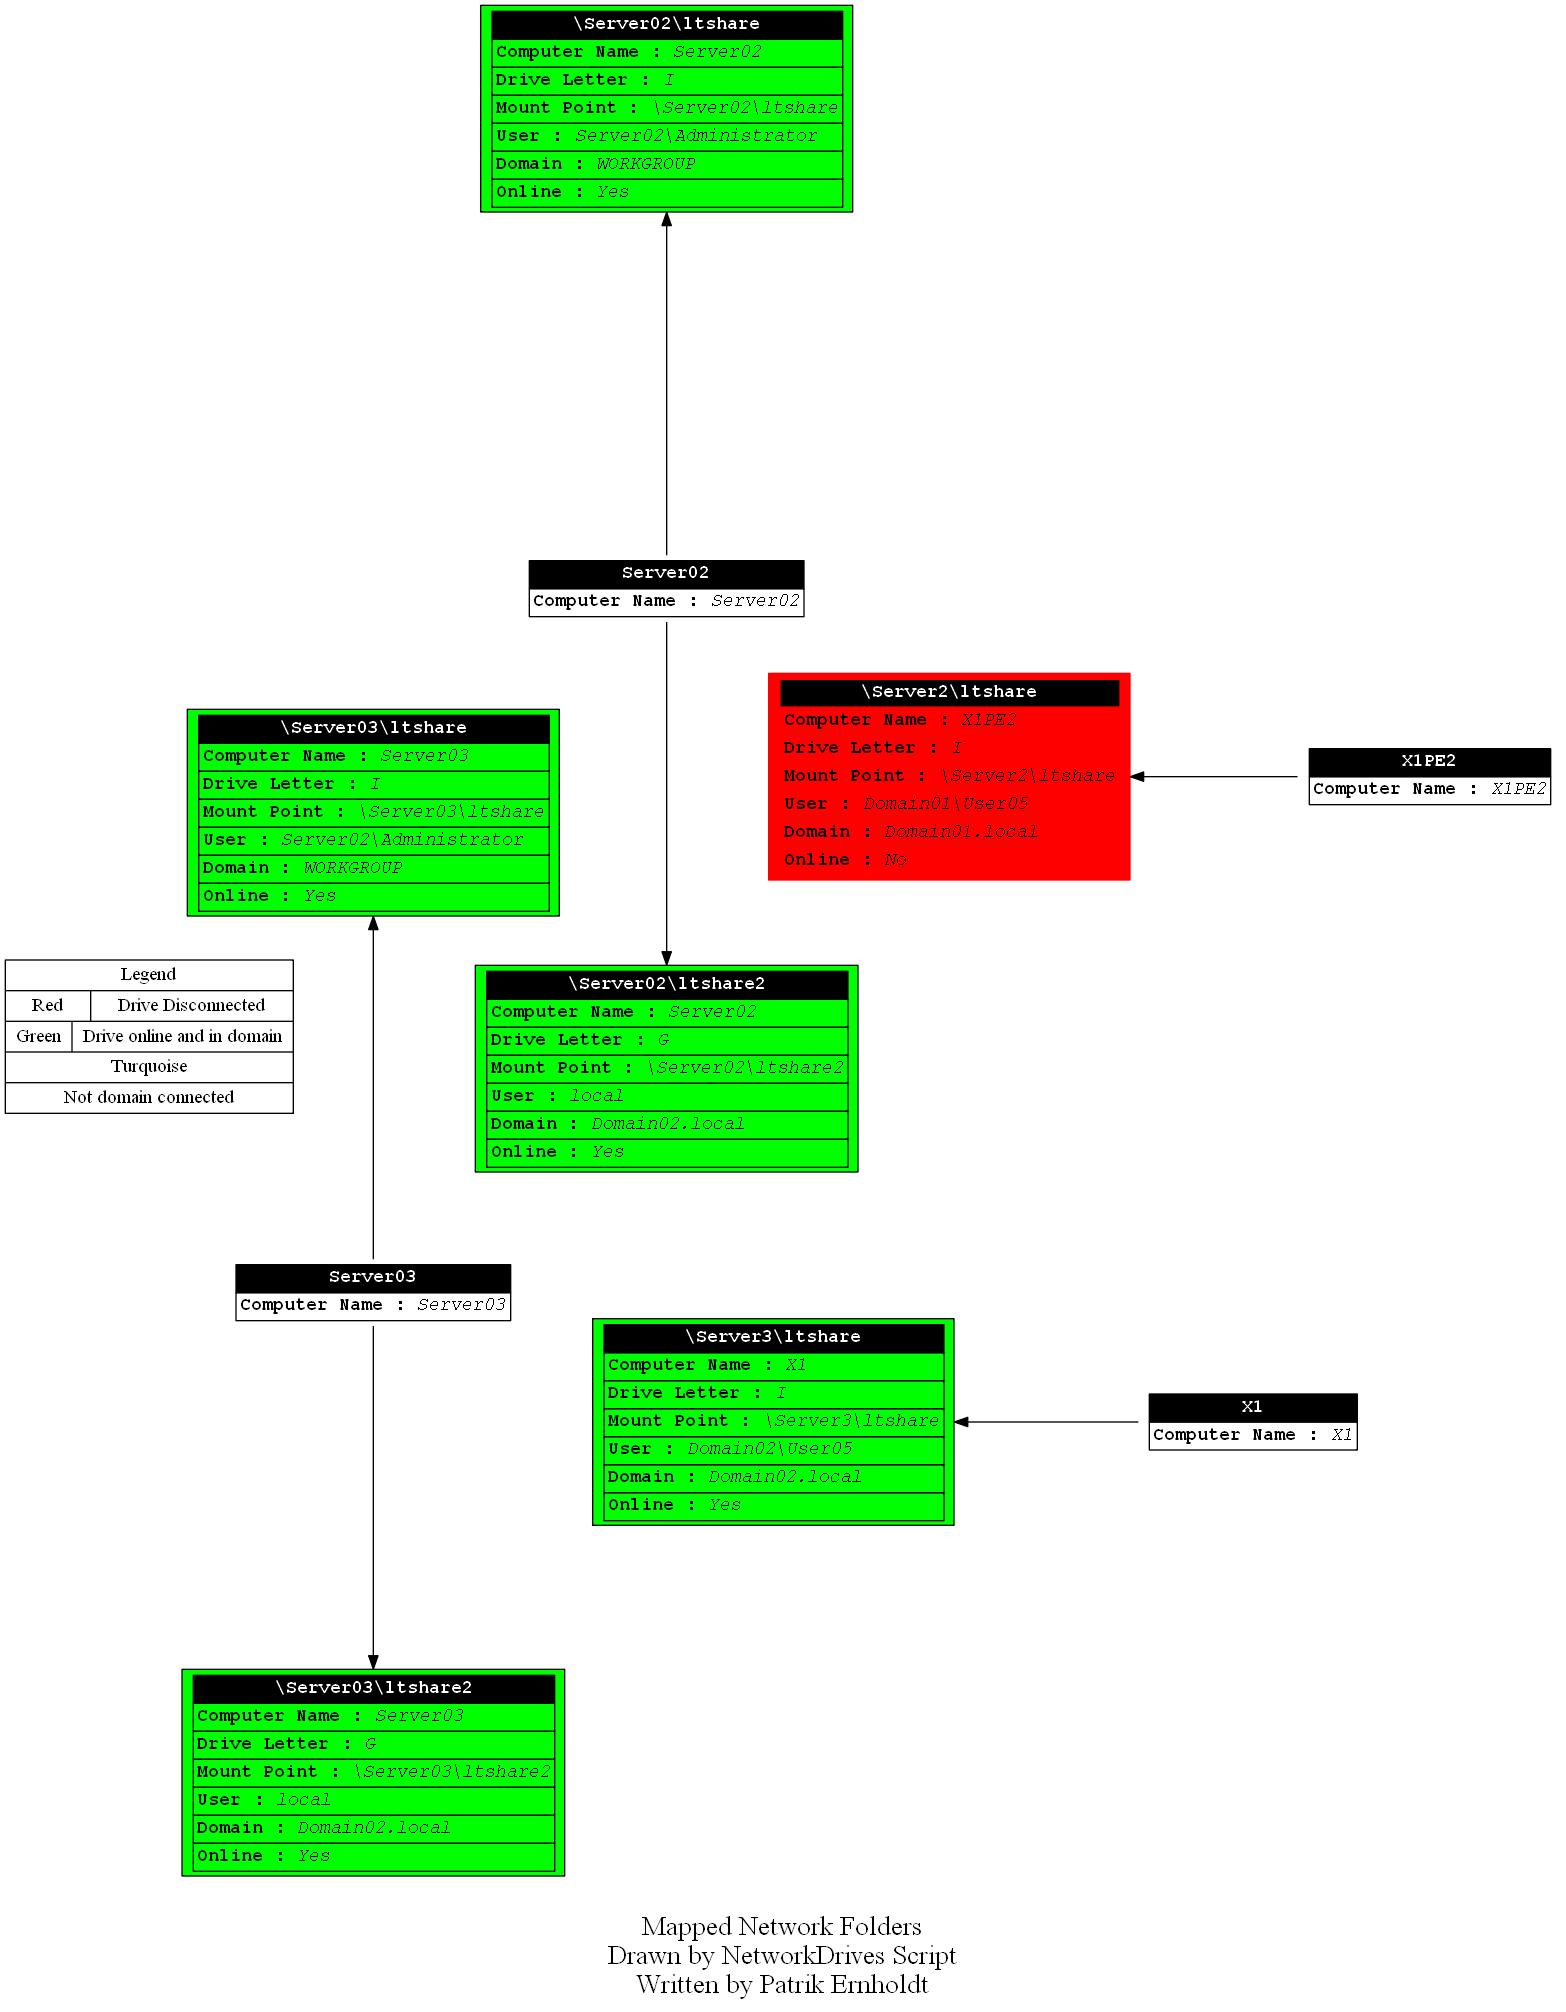 \Server02\ltshare
Computer Name : Server02
Drive Letter : I
Mount Point : \Server02\ltshare
User : Server02\Administrator
Domain : WORKGROUP
Online : Yes
Server02
Computer Name : Server02
\Server2\ltshare
Computer Name : X1PE2
Drive Letter : I
Mount Point : \Server2\ltshare
User : Domain01\User05
Domain : Domain01.local
Online : No
X1PE2
Computer Name : X1PE2
\Server03\ltshare
Computer Name : Server03
Drive Letter : I
Mount Point : \Server03\ltshare
User : Server02\Administrator
Domain : WORKGROUP
Online : Yes
Legend
Red Drive Disconnected
Green Drive online and in domain
Turquoise
Not domain connected
\Server02\ltshare2
Computer Name : Server02
Drive Letter : G
Mount Point : \Server02\ltshare2
User : local
Domain : Domain02.local
Online : Yes
Server03
Computer Name : Server03
\Server3\ltshare
Computer Name : X1
Drive Letter : I
Mount Point : \Server3\ltshare
User : Domain02\User05
Domain : Domain02.local
Online : Yes
X1
Computer Name : X1
\Server03\ltshare2
Computer Name : Server03
Drive Letter : G
Mount Point : \Server03\ltshare2
User : local
Domain : Domain02.local
Online : Yes
Mapped Network Folders
Drawn by NetworkDrives Script
Written by Patrik Ernholdt